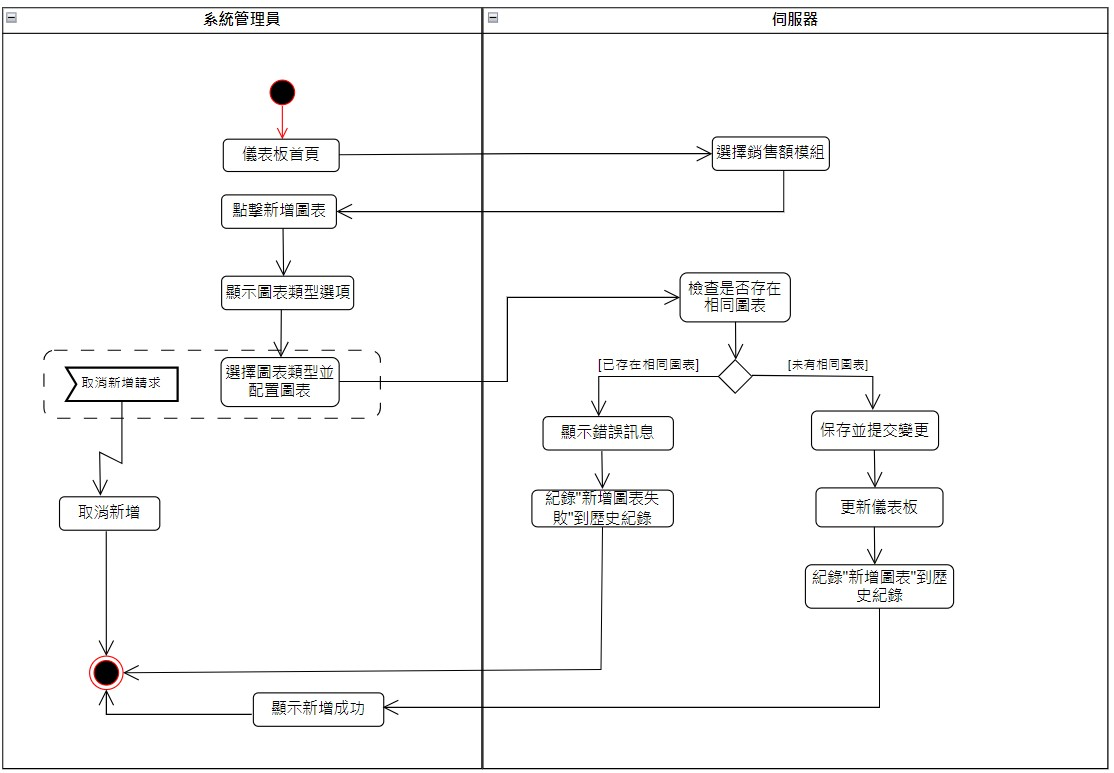 系統管理員
伺服器
儀表板首頁
選擇銷售額模組
點擊新增圖表
顯示圖表類型選項
檢查是否存在
相同圖表
選擇圖表類型並
配置圖表
取消新增請求
[已存在相同圖表]
[未有相同圖表]
顯示錯誤訊息
保存並提交變更
紀錄"新增圖表失
敗"到歷史紀錄
更新儀表板
取消新增
紀錄"新增圖表"到歷
史紀錄
顯示新增成功